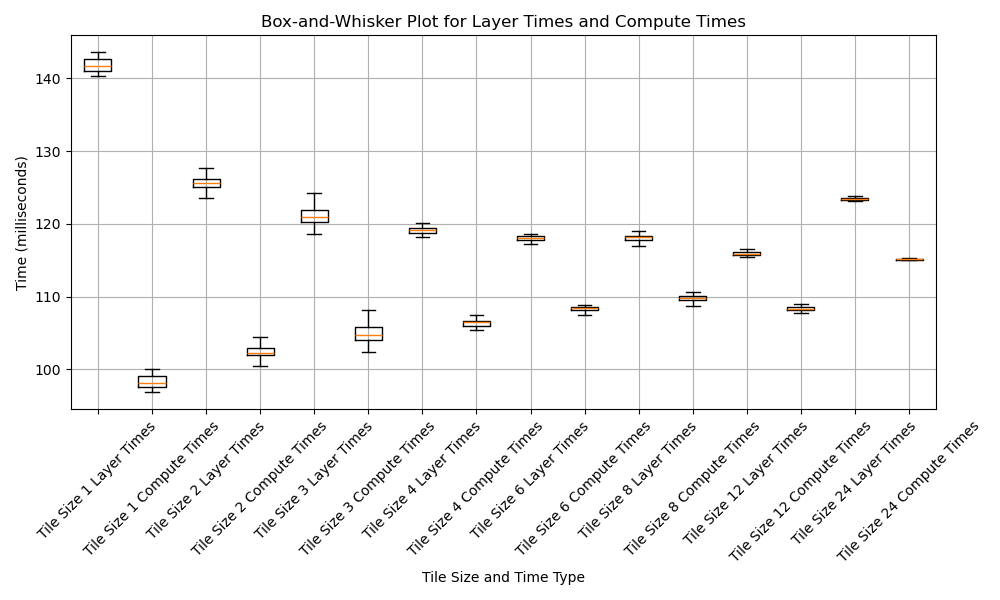 Box-and-Whisker Plot for Layer Times and Compute Times
Time (milliseconds)
140
130
120
110
100
Tile Size 1 Layer Times
Tile Size 1 Compute Times
Tile Size 2 Layer Times
Tile Size 2 Compute Times
Tile Size 3 Layer Times
Tile Size 3 Compute Times
Tile Size 4 Layer Times
Tile Size 4 Compute Times
Tile Size 6 Layer Times
Tile Size 6 Compute Times
Tile Size 8 Layer Times
Tile Size 8 Compute Times
Tile Size 12 Layer Times
Tile Size 12 Compute Times
Tile Size 24 Layer Times
Tile Size 24 Compute Times
Tile Size and Time Type